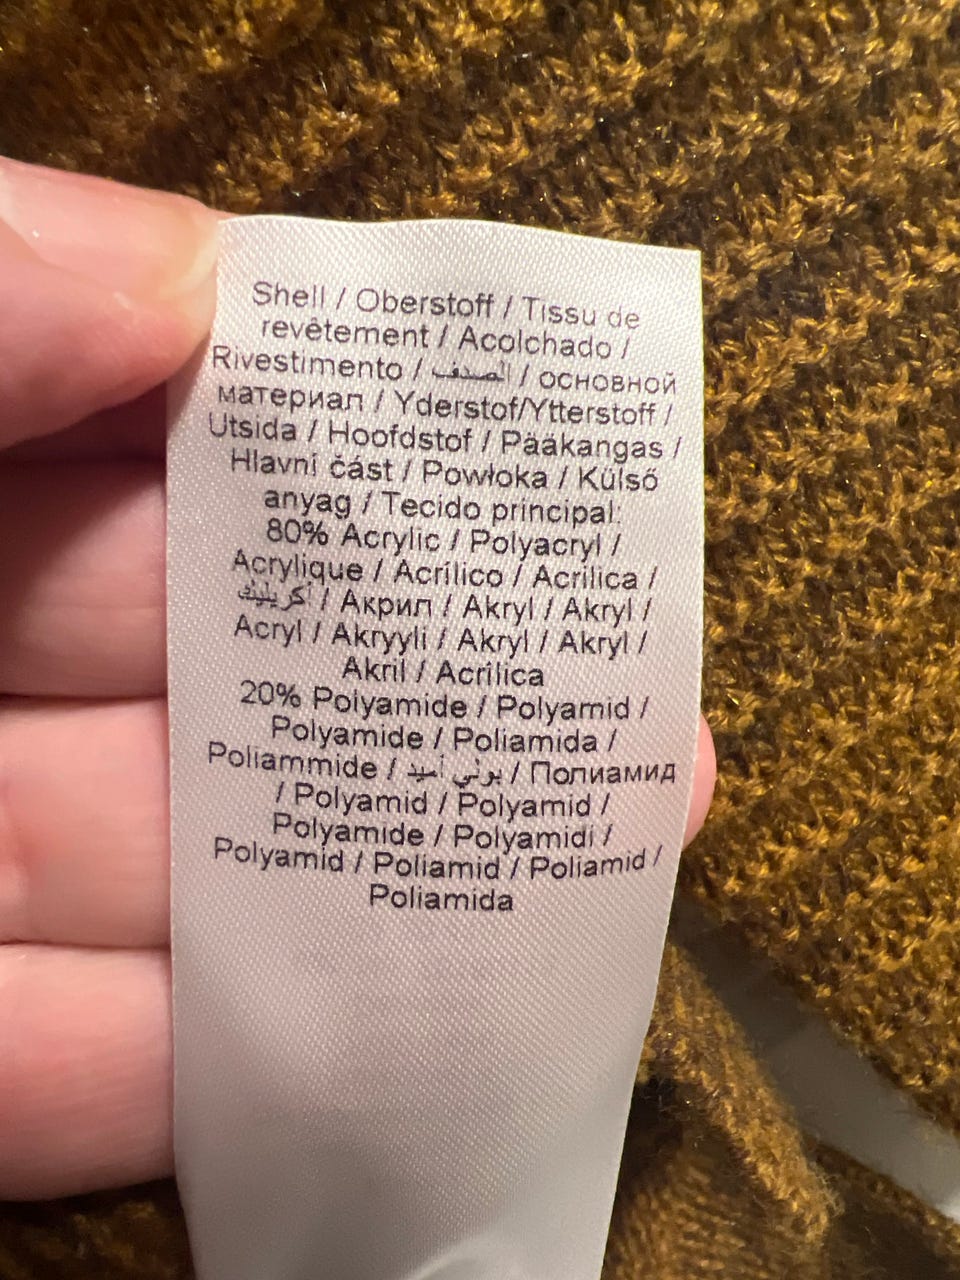 Shell / Oberstoff / Tissu de
revêtement / Acolchado /
Rivestimento / الصدف / основной
материал / Yderstof/Ytterstoff /
Utsida / Hoofdstof / Pääkangas /
Hlavní část / Powłoka / Külső
anyag / Tecido principal:
80% Acrylic / Polyacryl /
Acrylique / Acrílico / Acrilica /
أكريليك / Акрил / Akryl / Akryl /
Acryl / Akryyli / Akryl / Akryl /
Akril / Acrílica
20% Polyamide / Polyamid /
Polyamide / Poliamida /
Poliammide / بولي أميد / Полиамид
/ Polyamid / Polyamid /
Polyamide / Polyamidi /
Polyamid / Poliamid / Poliamid /
Poliamida